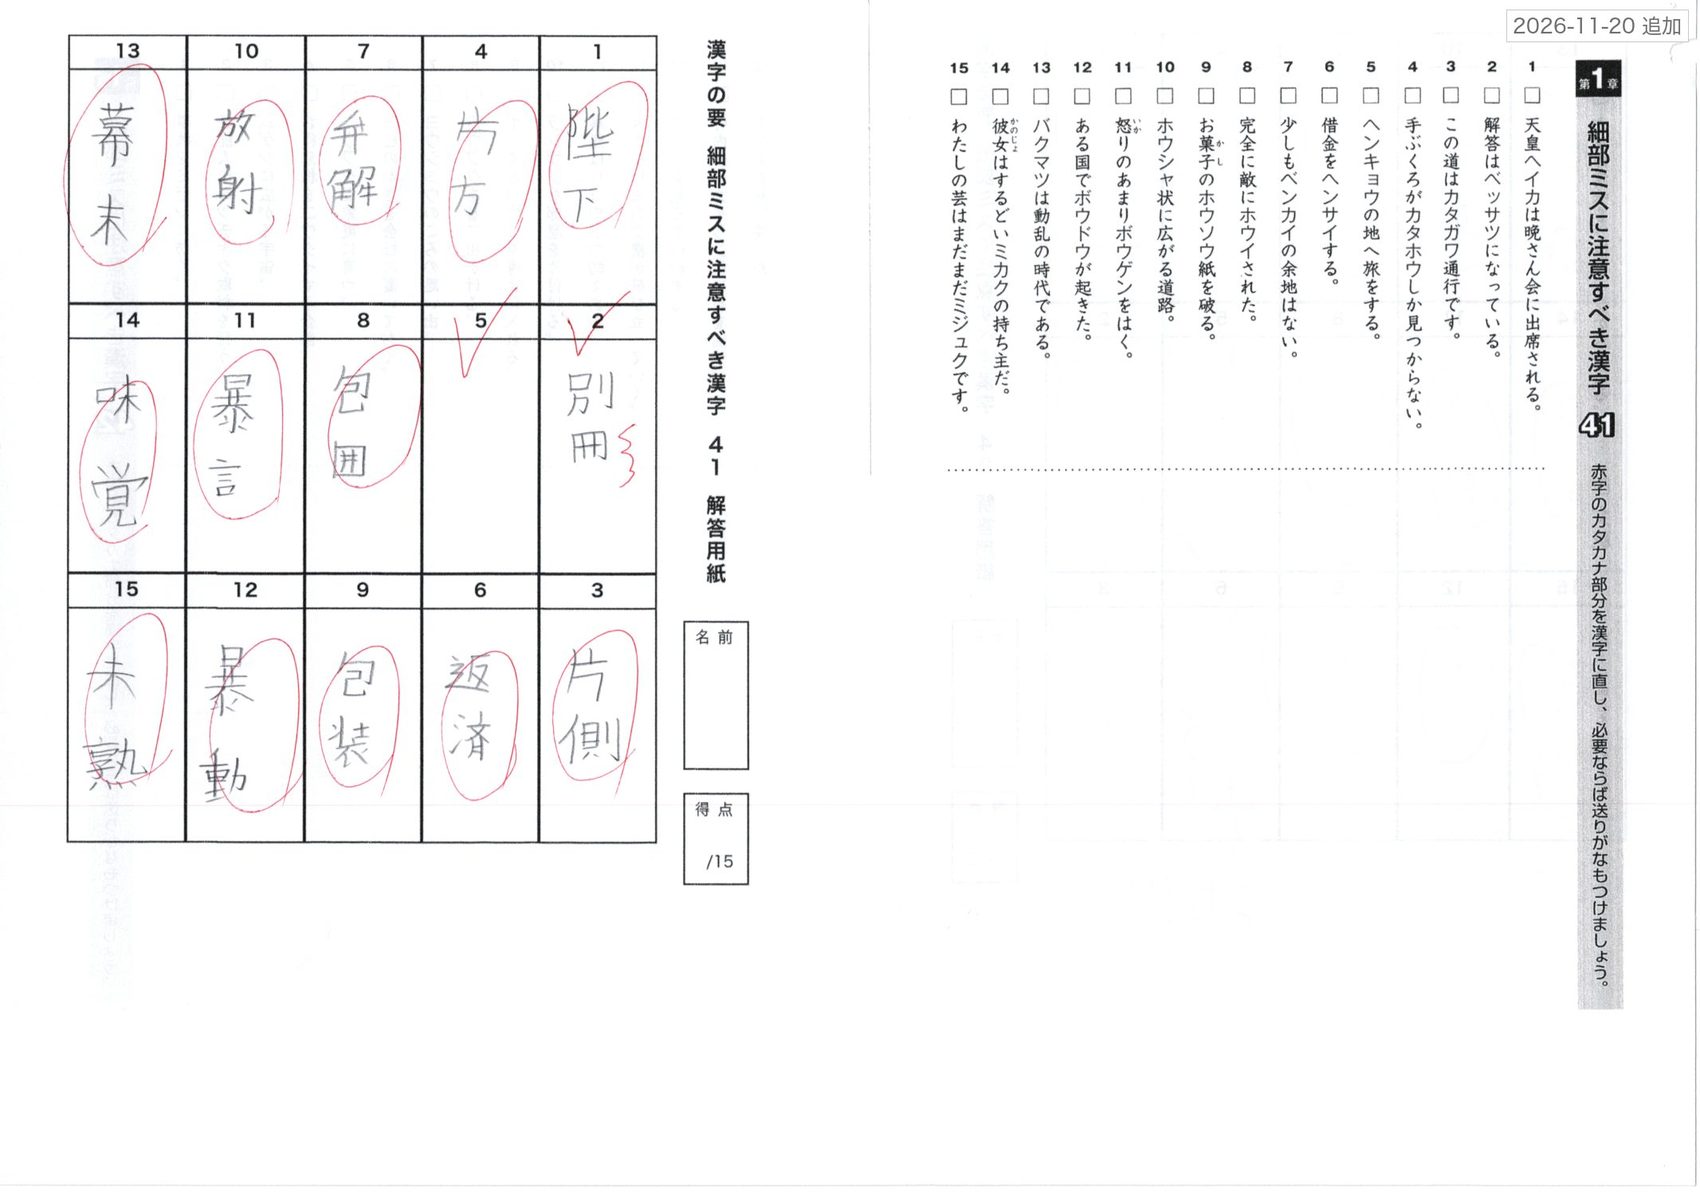 2026-11-20 追加
第1章 細部ミスに注意すべき漢字 41 赤字のカタカナ部分を漢字に直し、必要ならば送りがなもつけましょう。
1 □ 天皇ヘイカは晩さん会に出席される。
2 □ 解答はベッサツになっている。
3 □ この道はカタガワ通行です。
4 □ 手ぶくろがカタホウしか見つからない。
5 □ ヘンキョウの地へ旅をする。
6 □ 借金をヘンサイする。
7 □ 少しもベンカイの余地はない。
8 □ 完全に敵にホウイされた。
9 □ お菓子のホウソウ紙を破る。
かし
10 □ ホウシャ状に広がる道路。
11 □ 怒りのあまりボウゲンをはく。
いか
12 □ ある国でボウドウが起きた。
13 □ バクマツは動乱の時代である。
14 □ 彼女はするどいミカクの持ち主だ。
かのじょ
15 □ わたしの芸はまだまだミジュクです。
漢字の要 細部ミスに注意すべき漢字 41 解答用紙
名前
得点
/15
1
陛下
2
別冊
3
片側
4
片方
5
6
返済
7
弁解
8
包囲
9
包装
10
放射
11
暴言
12
暴動
13
幕末
14
味覚
15
未熟